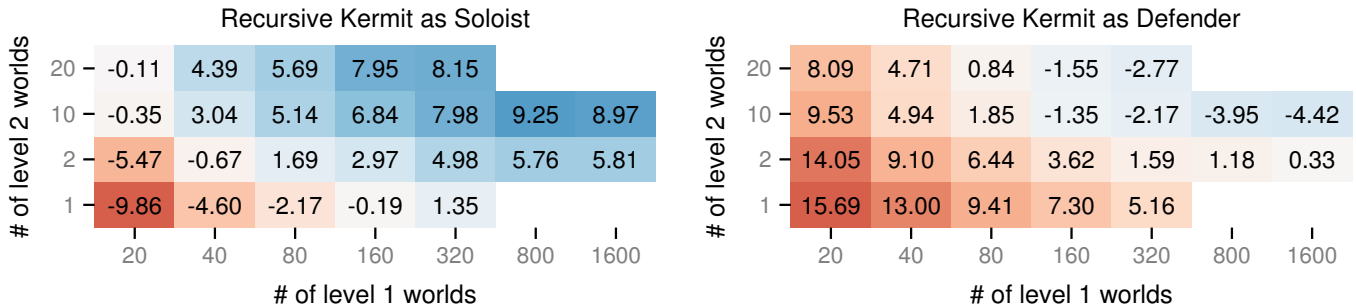 Recursive Kermit as Soloist
# of level 2 worlds
20 -0.11 4.39 5.69 7.95 8.15
10 -0.35 3.04 5.14 6.84 7.98 9.25 8.97
2 -5.47 -0.67 1.69 2.97 4.98 5.76 5.81
1 -9.86 -4.60 -2.17 -0.19 1.35
20 40 80 160 320 800 1600
# of level 1 worlds
Recursive Kermit as Defender
# of level 2 worlds
20 8.09 4.71 0.84 -1.55 -2.77
10 9.53 4.94 1.85 -1.35 -2.17 -3.95 -4.42
2 14.05 9.10 6.44 3.62 1.59 1.18 0.33
1 15.69 13.00 9.41 7.30 5.16
20 40 80 160 320 800 1600
# of level 1 worlds